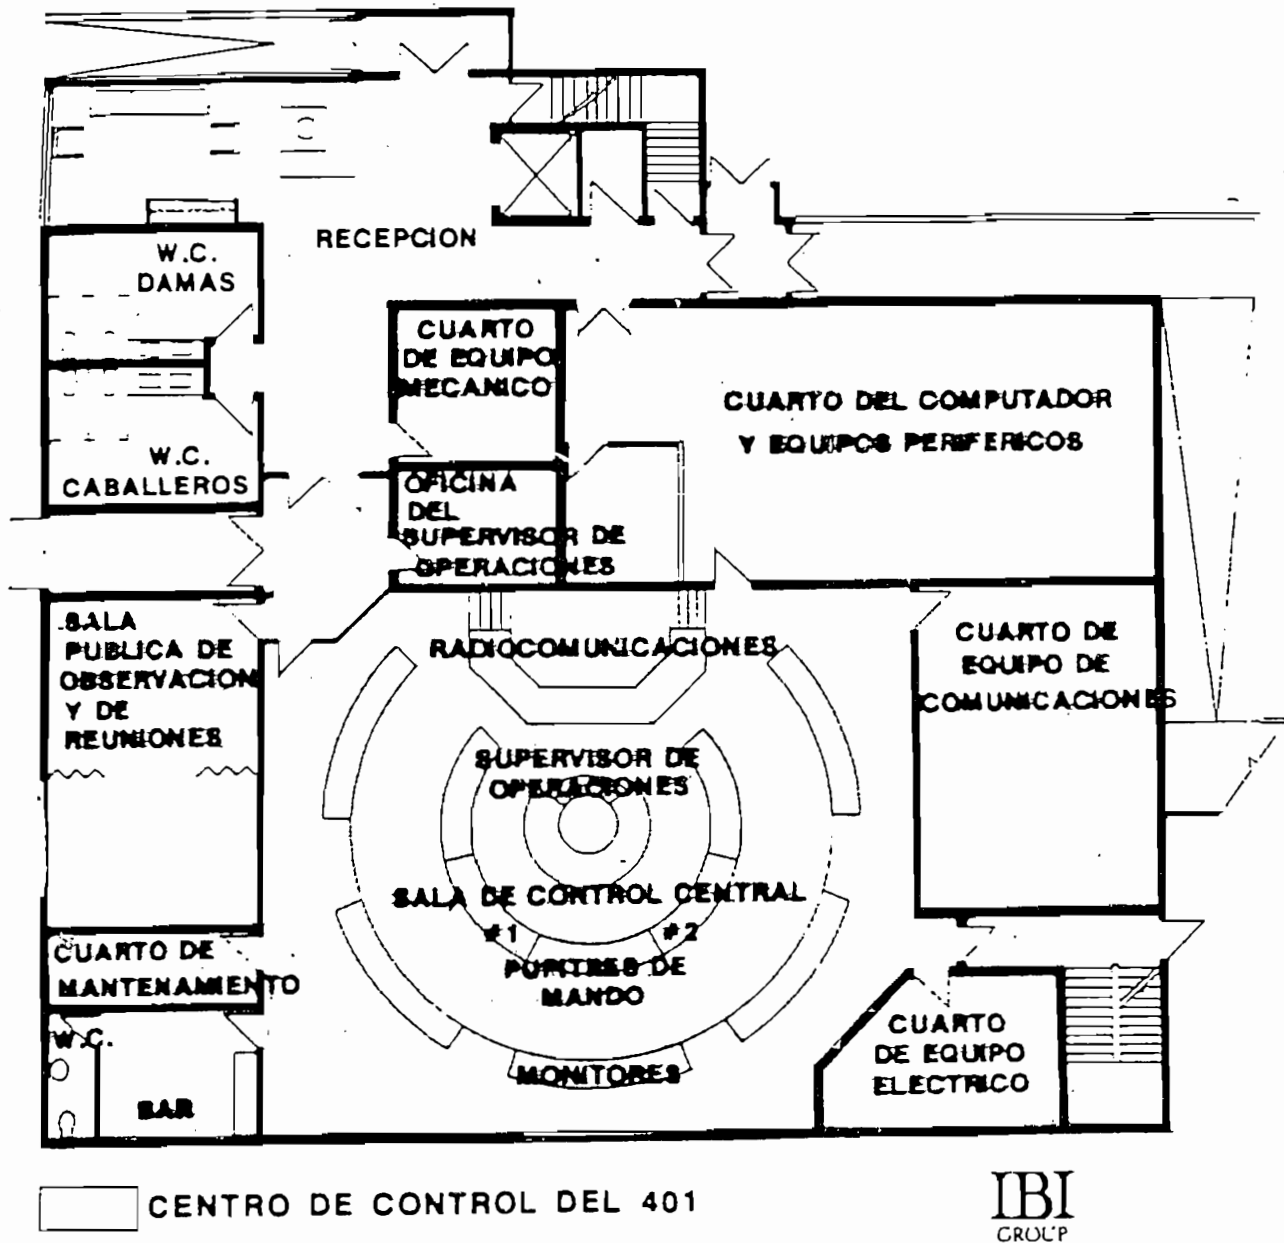 RECEPCION
W.C.
DAMAS
W.C.
CABALLEROS
CUARTO
DE EQUIPO
MECANICO
CUARTO DEL COMPUTADOR
Y EQUIPOS PERIFERICOS
OFICINA
DEL
SUPERVISOR DE
OPERACIONES
SALA
PUBLICA DE
OBSERVACION
Y DE
REUNIONES
RADIOCOMUNICACIONES
CUARTO DE
EQUIPO DE
COMUNICACIONES
SUPERVISOR DE
OPERACIONES
SALA DE CONTROL CENTRAL
#1 #2
PUPITRES DE
MANDO
MONITORES
CUARTO DE
MANTENAMIENTO
W.C.
BAR
CUARTO
DE EQUIPO
ELECTRICO
CENTRO DE CONTROL DEL 401
IBI
GROUP